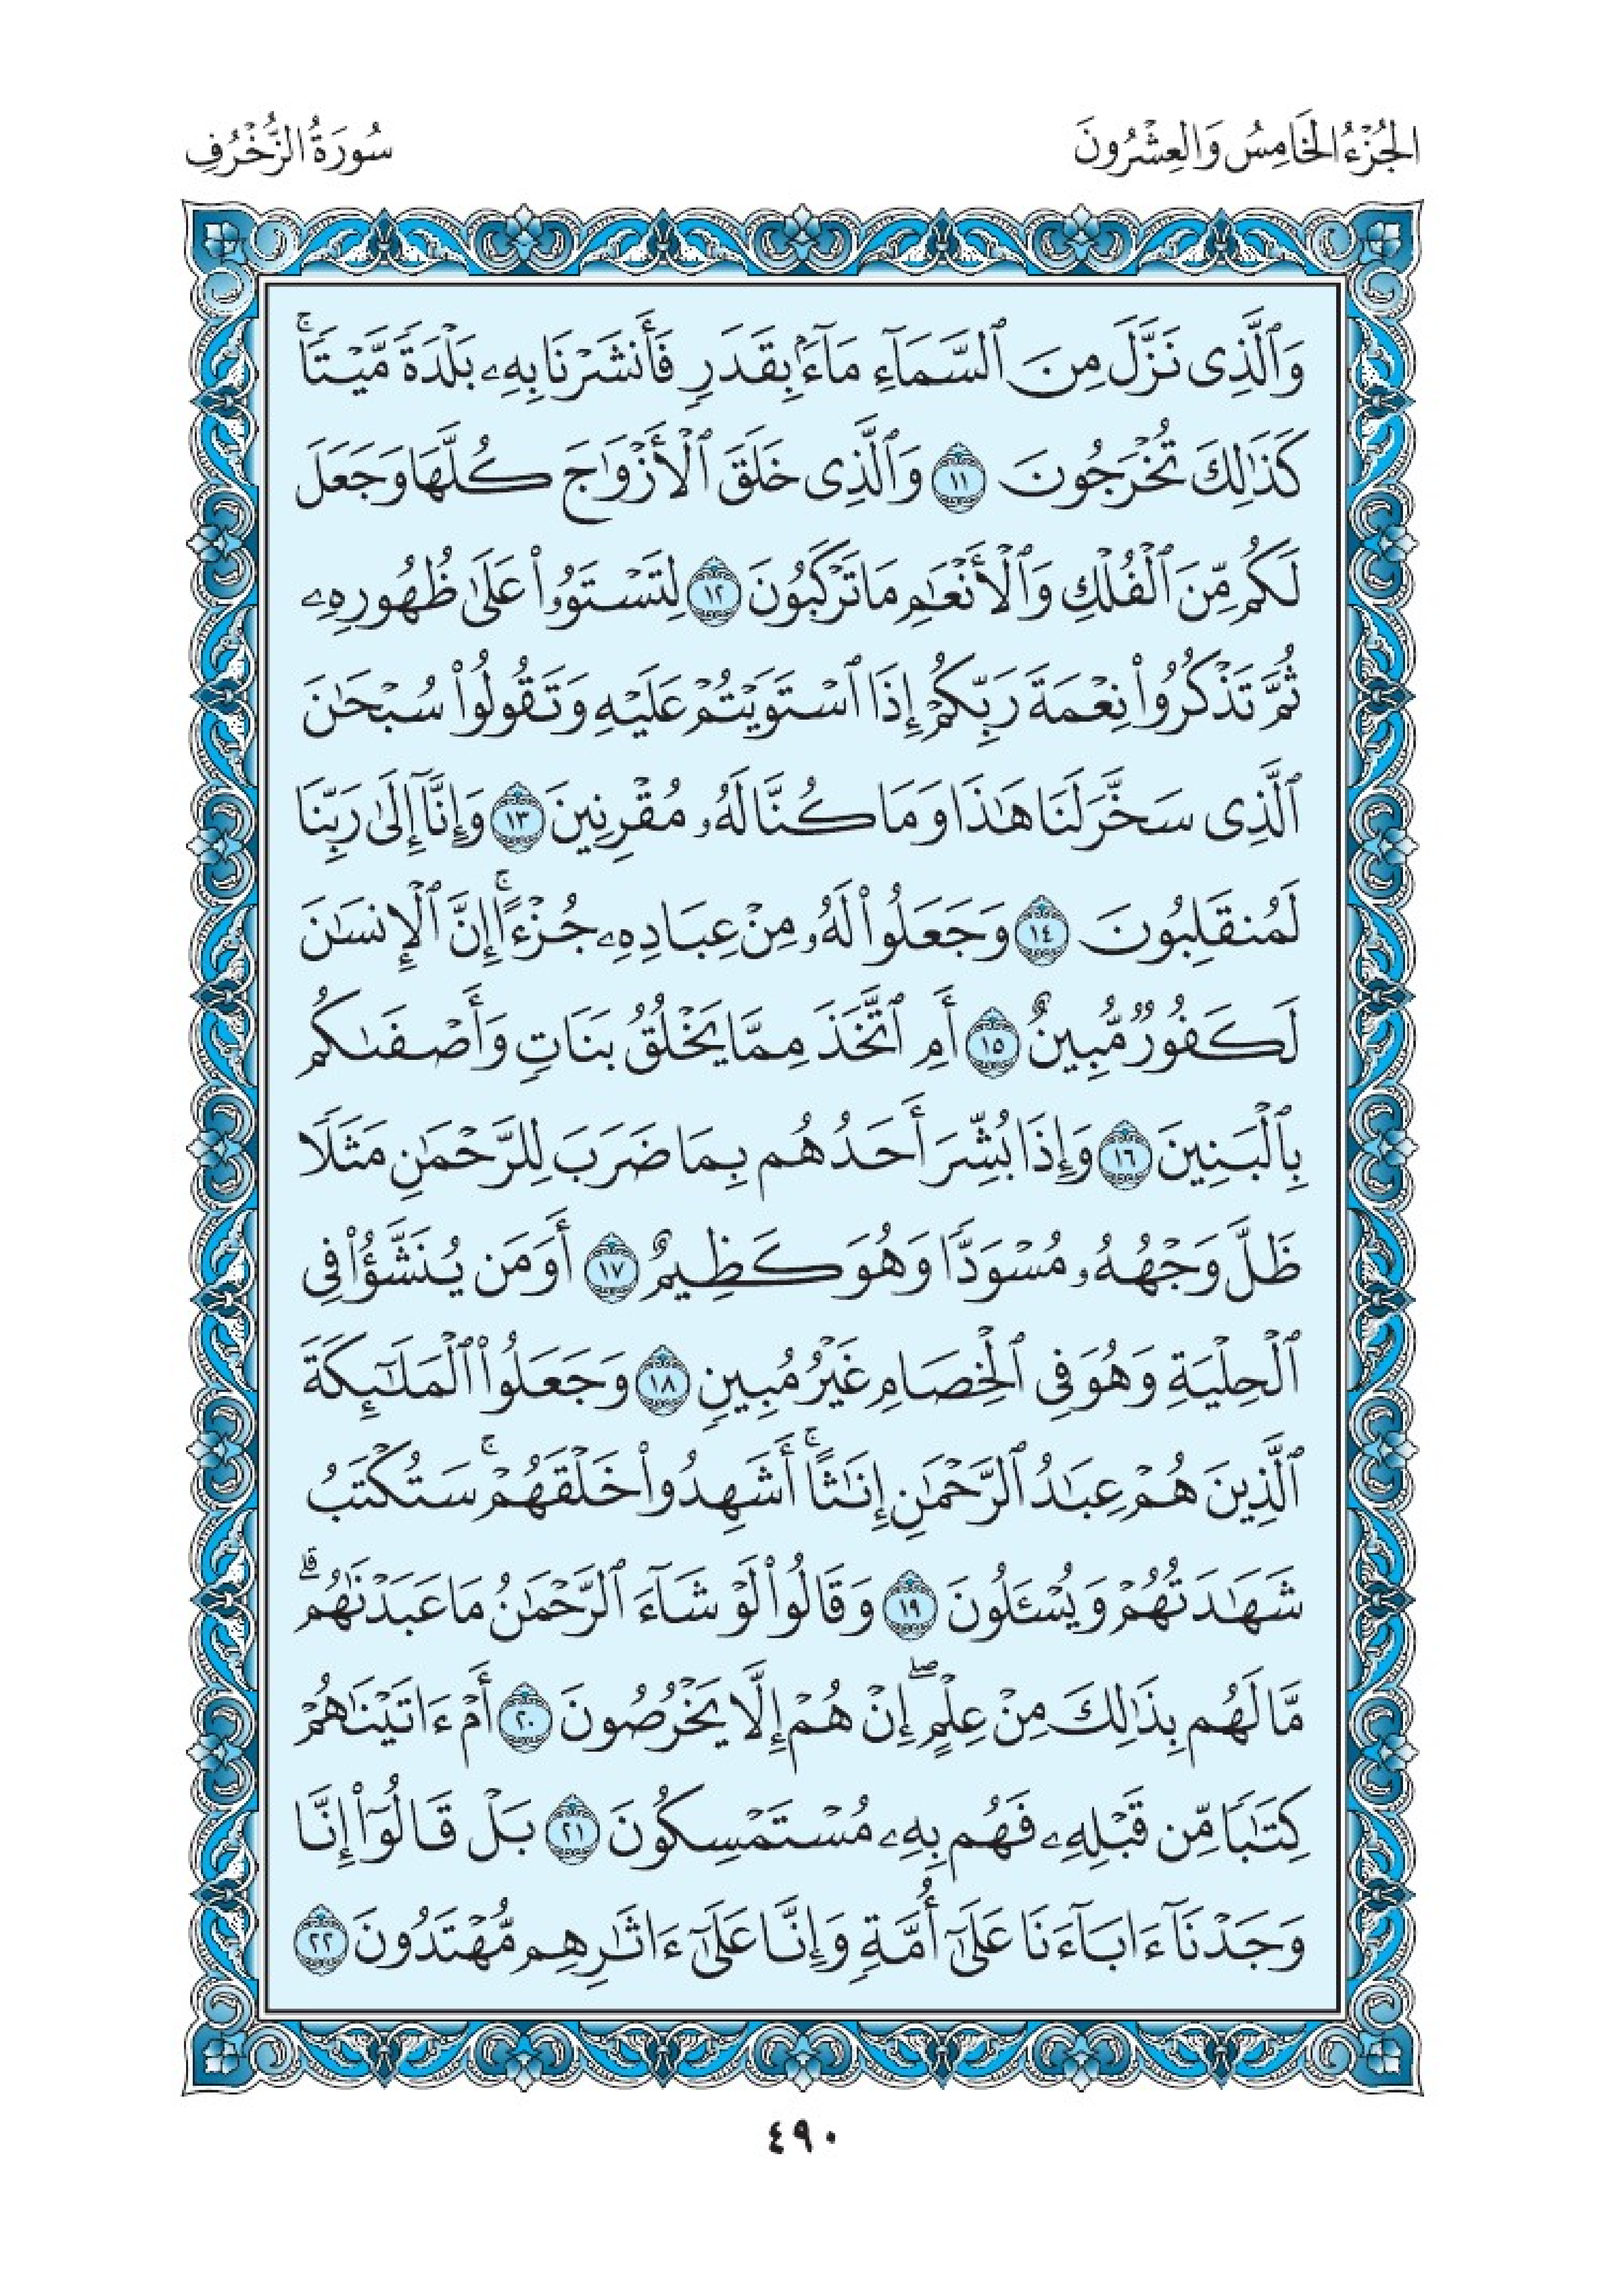 الجُزْءُ الخَامِسُ وَالعِشْرُونَ
سُورَةُ الزُّخْرُفِ
وَٱلَّذِى نَزَّلَ مِنَ ٱلسَّمَآءِ مَآءًۢ بِقَدَرٍ فَأَنشَرْنَا بِهِۦ بَلْدَةً مَّيْتًاۚ
كَذَٰلِكَ تُخْرَجُونَ ١١ وَٱلَّذِى خَلَقَ ٱلْأَزْوَٰجَ كُلَّهَا وَجَعَلَ
لَكُم مِّنَ ٱلْفُلْكِ وَٱلْأَنْعَٰمِ مَا تَرْكَبُونَ ١٢ لِتَسْتَوُۥا۟ عَلَىٰ ظُهُورِهِۦ
ثُمَّ تَذْكُرُوا۟ نِعْمَةَ رَبِّكُمْ إِذَا ٱسْتَوَيْتُمْ عَلَيْهِ وَتَقُولُوا۟ سُبْحَٰنَ
ٱلَّذِى سَخَّرَ لَنَا هَٰذَا وَمَا كُنَّا لَهُۥ مُقْرِنِينَ ١٣ وَإِنَّآ إِلَىٰ رَبِّنَا
لَمُنقَلِبُونَ ١٤ وَجَعَلُوا۟ لَهُۥ مِنْ عِبَادِهِۦ جُزْءًاۚ إِنَّ ٱلْإِنسَٰنَ
لَكَفُورٌ مُّبِينٌ ١٥ أَمِ ٱتَّخَذَ مِمَّا يَخْلُقُ بَنَاتٍ وَأَصْفَىٰكُم
بِٱلْبَنِينَ ١٦ وَإِذَا بُشِّرَ أَحَدُهُم بِمَا ضَرَبَ لِلرَّحْمَٰنِ مَثَلًا
ظَلَّ وَجْهُهُۥ مُسْوَدًّا وَهُوَ كَظِيمٌ ١٧ أَوَمَن يُنَشَّؤُا۟ فِى
ٱلْحِلْيَةِ وَهُوَ فِى ٱلْخِصَامِ غَيْرُ مُبِينٍ ١٨ وَجَعَلُوا۟ ٱلْمَلَٰٓئِكَةَ
ٱلَّذِينَ هُمْ عِبَٰدُ ٱلرَّحْمَٰنِ إِنَٰثًاۚ أَشَهِدُوا۟ خَلْقَهُمْۚ سَتُكْتَبُ
شَهَٰدَتُهُمْ وَيُسْـَٔلُونَ ١٩ وَقَالُوا۟ لَوْ شَآءَ ٱلرَّحْمَٰنُ مَا عَبَدْنَٰهُمۗ
مَّا لَهُم بِذَٰلِكَ مِنْ عِلْمٍۖ إِنْ هُمْ إِلَّا يَخْرُصُونَ ٢٠ أَمْ ءَاتَيْنَٰهُمْ
كِتَٰبًا مِّن قَبْلِهِۦ فَهُم بِهِۦ مُسْتَمْسِكُونَ ٢١ بَلْ قَالُوٓا۟ إِنَّا
وَجَدْنَآ ءَابَآءَنَا عَلَىٰٓ أُمَّةٍ وَإِنَّا عَلَىٰٓ ءَاثَٰرِهِم مُّهْتَدُونَ ٢٢
٤٩٠